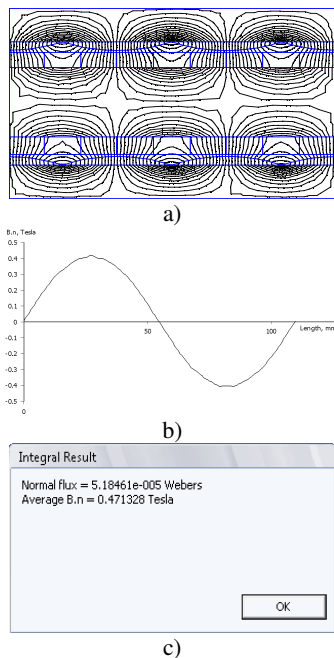 a)
B.n, Tesla
0.5
0.4
0.3
0.2
0.1
0
-0.1
-0.2
-0.3
-0.4
-0.5
0
50
100
Length, mm
b)
Integral Result
Normal flux = 5.18461e-005 Webers
Average B.n = 0.471328 Tesla
OK
c)